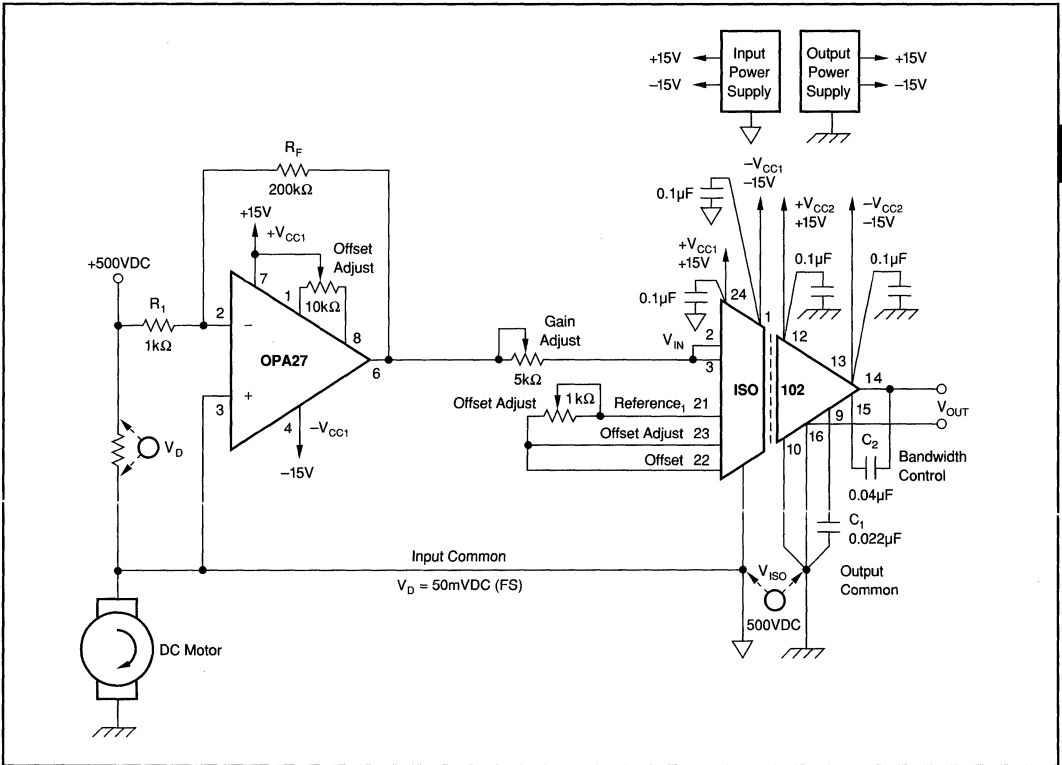 +15V
–15V
Input
Power
Supply
Output
Power
Supply
+15V
–15V
R_F
200kΩ
+15V
+V_CC1
Offset
Adjust
+500VDC
R_1
1kΩ
7
1
10kΩ
8
2
–
OPA27
6
3
+
4
–V_CC1
–15V
V_D
Gain
Adjust
5kΩ
V_IN
2
3
0.1µF
–V_CC1
–15V
+V_CC1
+15V
0.1µF
24
1
+V_CC2
+15V
–V_CC2
–15V
0.1µF
0.1µF
12
13
ISO
102
14
15
9
16
10
V_OUT
Offset Adjust
1kΩ
Reference_1 21
Offset Adjust 23
Offset 22
C_2
0.04µF
Bandwidth
Control
C_1
0.022µF
Input Common
V_D = 50mVDC (FS)
V_ISO
500VDC
Output
Common
DC Motor